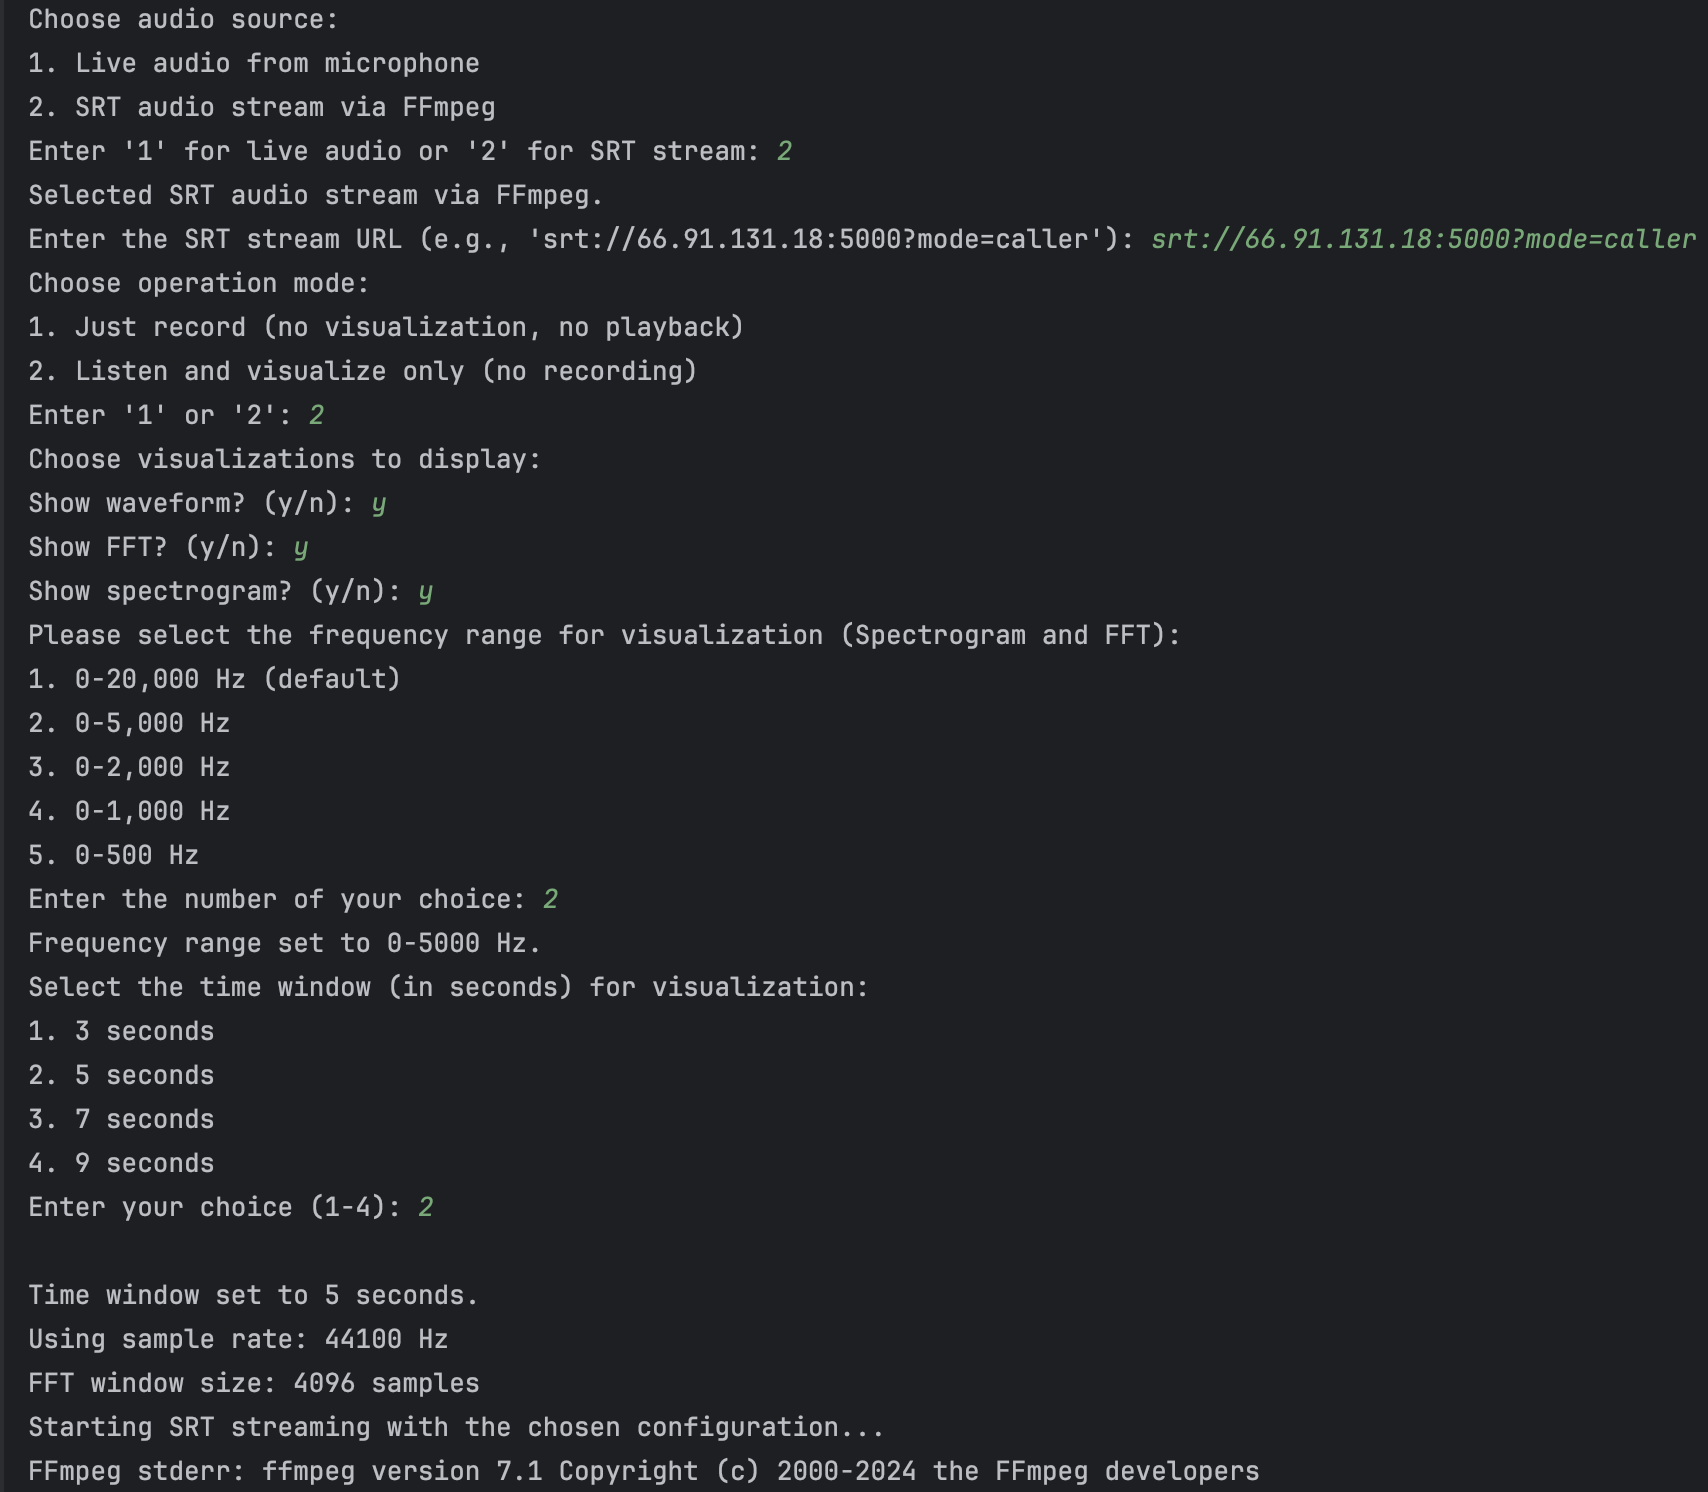 Choose audio source:
1. Live audio from microphone
2. SRT audio stream via FFmpeg
Enter '1' for live audio or '2' for SRT stream: 2
Selected SRT audio stream via FFmpeg.
Enter the SRT stream URL (e.g., 'srt://66.91.131.18:5000?mode=caller'): srt://66.91.131.18:5000?mode=caller
Choose operation mode:
1. Just record (no visualization, no playback)
2. Listen and visualize only (no recording)
Enter '1' or '2': 2
Choose visualizations to display:
Show waveform? (y/n): y
Show FFT? (y/n): y
Show spectrogram? (y/n): y
Please select the frequency range for visualization (Spectrogram and FFT):
1. 0-20,000 Hz (default)
2. 0-5,000 Hz
3. 0-2,000 Hz
4. 0-1,000 Hz
5. 0-500 Hz
Enter the number of your choice: 2
Frequency range set to 0-5000 Hz.
Select the time window (in seconds) for visualization:
1. 3 seconds
2. 5 seconds
3. 7 seconds
4. 9 seconds
Enter your choice (1-4): 2
Time window set to 5 seconds.
Using sample rate: 44100 Hz
FFT window size: 4096 samples
Starting SRT streaming with the chosen configuration...
FFmpeg stderr: ffmpeg version 7.1 Copyright (c) 2000-2024 the FFmpeg developers